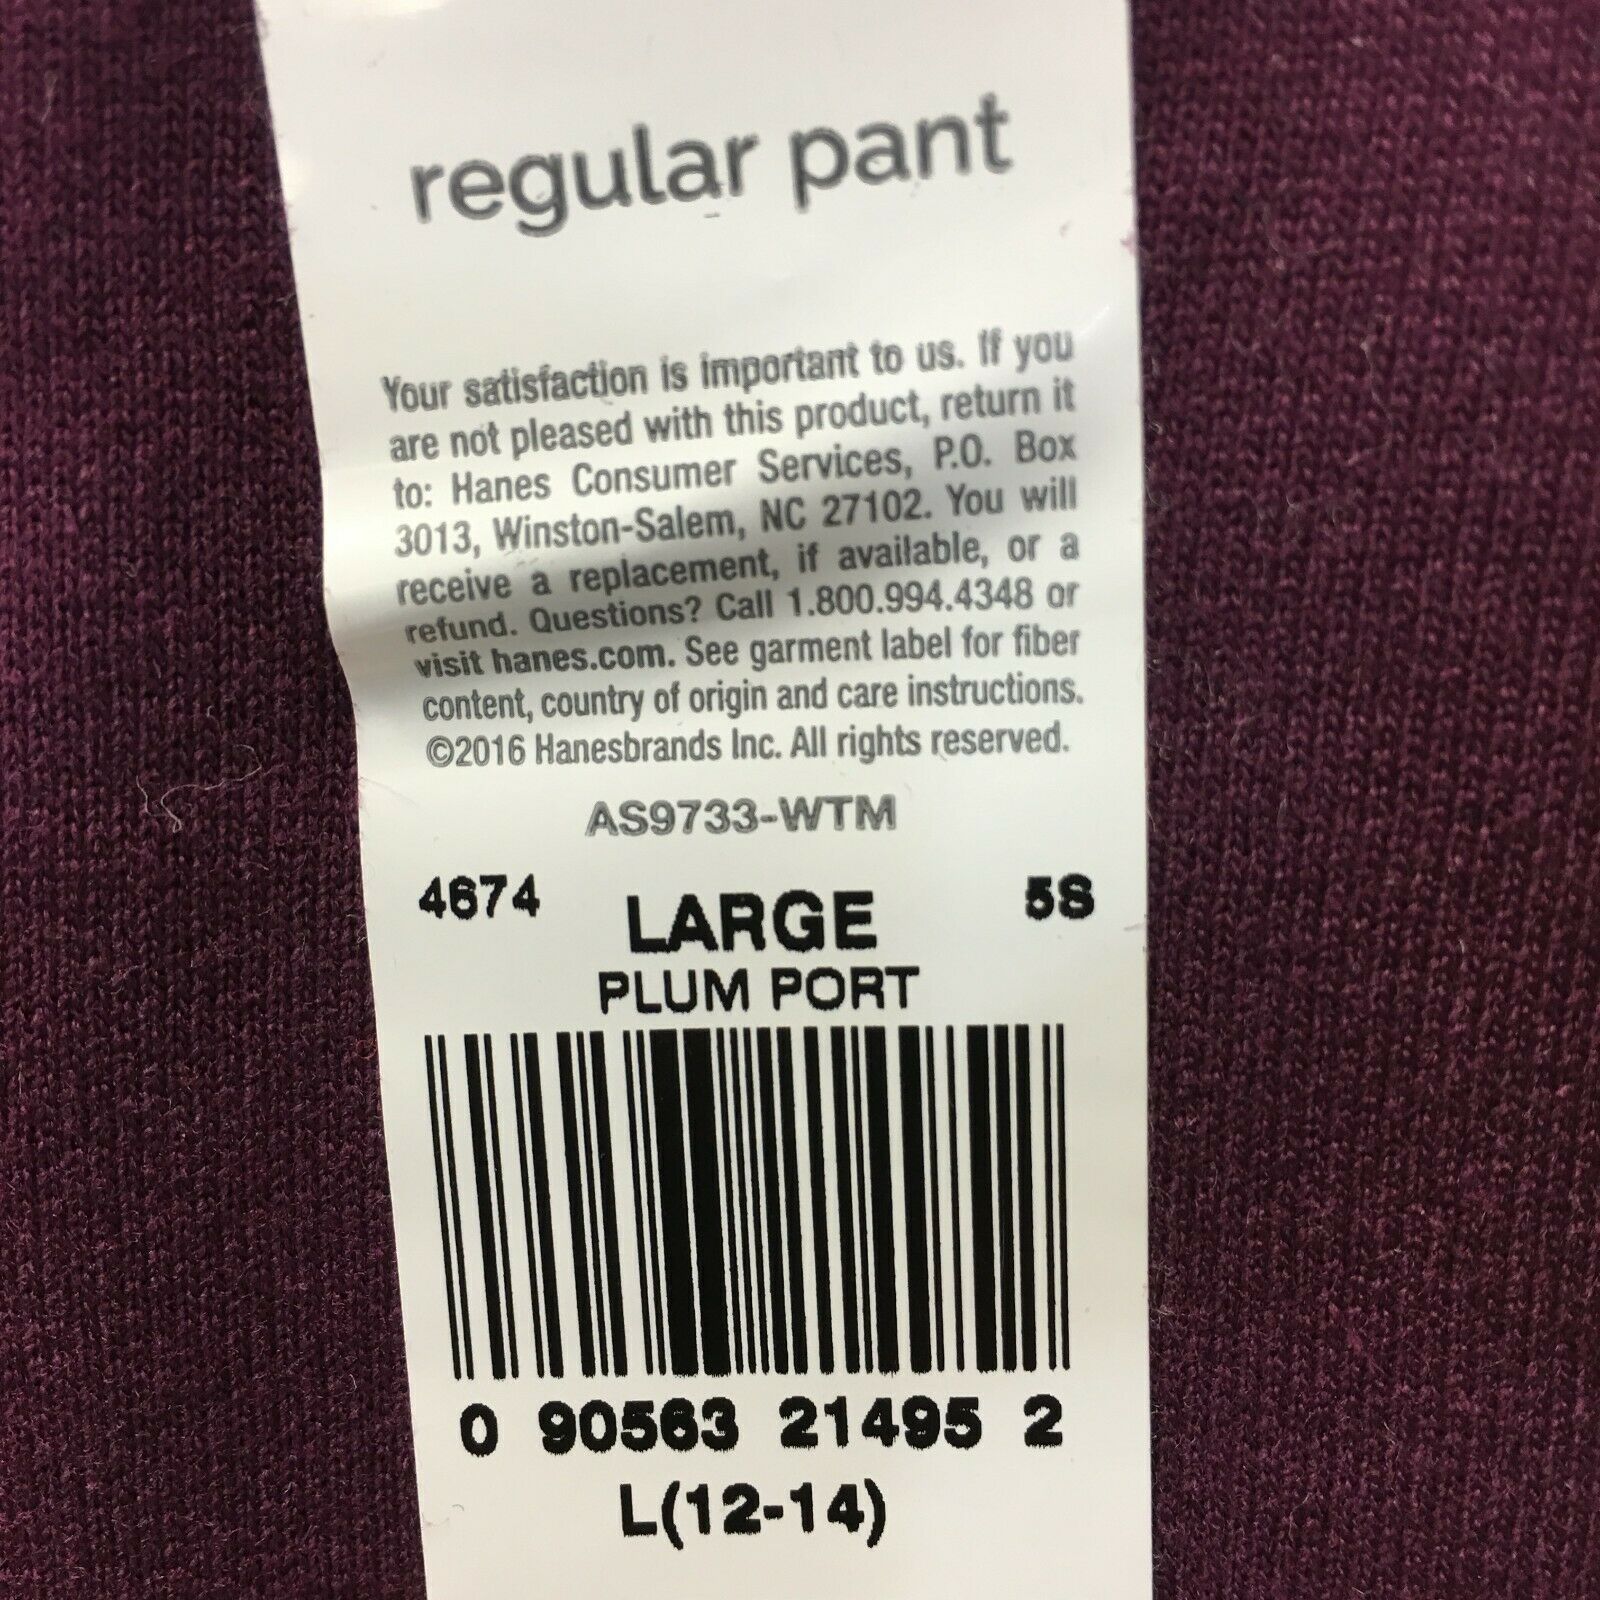 regular pant
Your satisfaction is important to us. If you
are not pleased with this product, return it
to: Hanes Consumer Services, P.O. Box
3013, Winston-Salem, NC 27102. You will
receive a replacement, if available, or a
refund. Questions? Call 1.800.994.4348 or
visit hanes.com. See garment label for fiber
content, country of origin and care instructions.
©2016 Hanesbrands Inc. All rights reserved.
AS9733-WTM
4674 LARGE 5S
PLUM PORT
0 90563 21495 2
L(12-14)